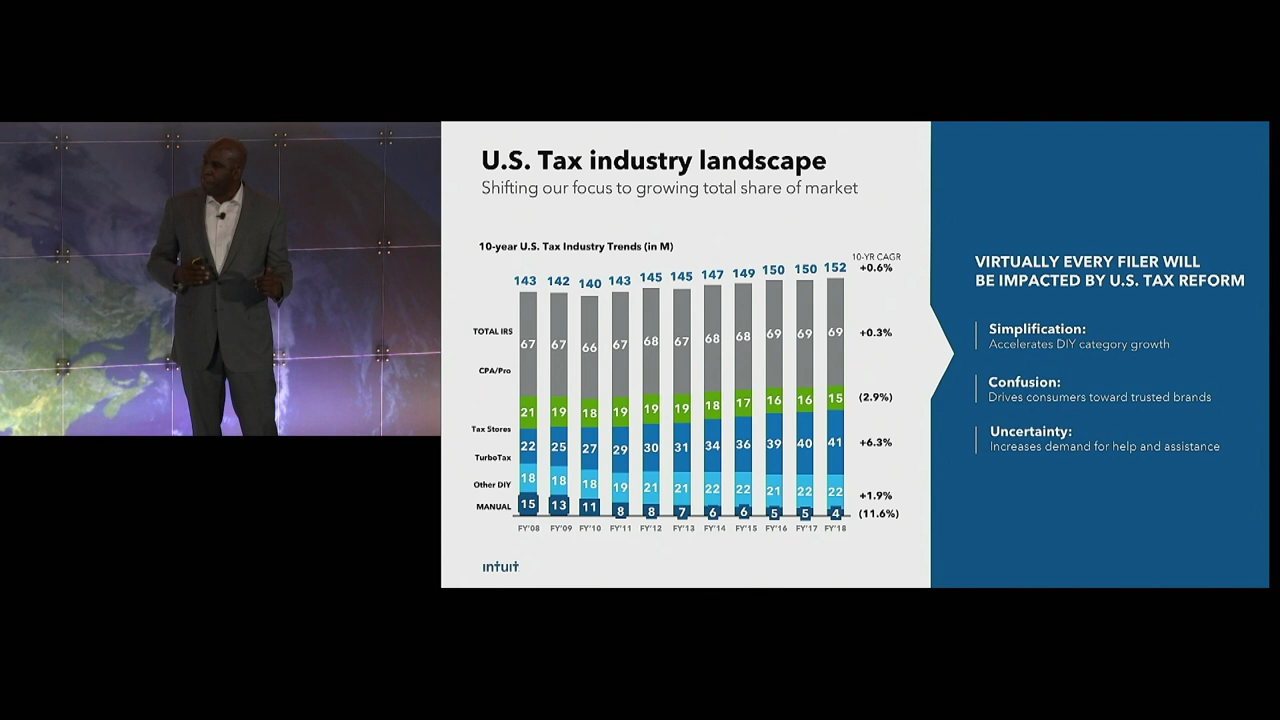 U.S. Tax industry landscape
Shifting our focus to growing total share of market
10-year U.S. Tax Industry Trends (in M)
10-YR CAGR
143 142 140 143 145 145 147 149 150 150 152 +0.6%
TOTAL IRS 67 67 66 67 68 67 68 68 69 69 69 +0.3%
CPA/Pro
21 19 18 19 19 19 18 17 16 16 15 (2.9%)
Tax Stores
22 25 27 29 30 31 34 36 39 40 41 +6.3%
TurboTax
18 18 18 19 21 21 22 22 21 22 22 +1.9%
Other DIY
MANUAL 15 13 11 8 8 7 6 6 5 5 4 (11.6%)
FY'08 FY'09 FY'10 FY'11 FY'12 FY'13 FY'14 FY'15 FY'16 FY'17 FY'18
intuit
VIRTUALLY EVERY FILER WILL
BE IMPACTED BY U.S. TAX REFORM
Simplification:
Accelerates DIY category growth
Confusion:
Drives consumers toward trusted brands
Uncertainty:
Increases demand for help and assistance